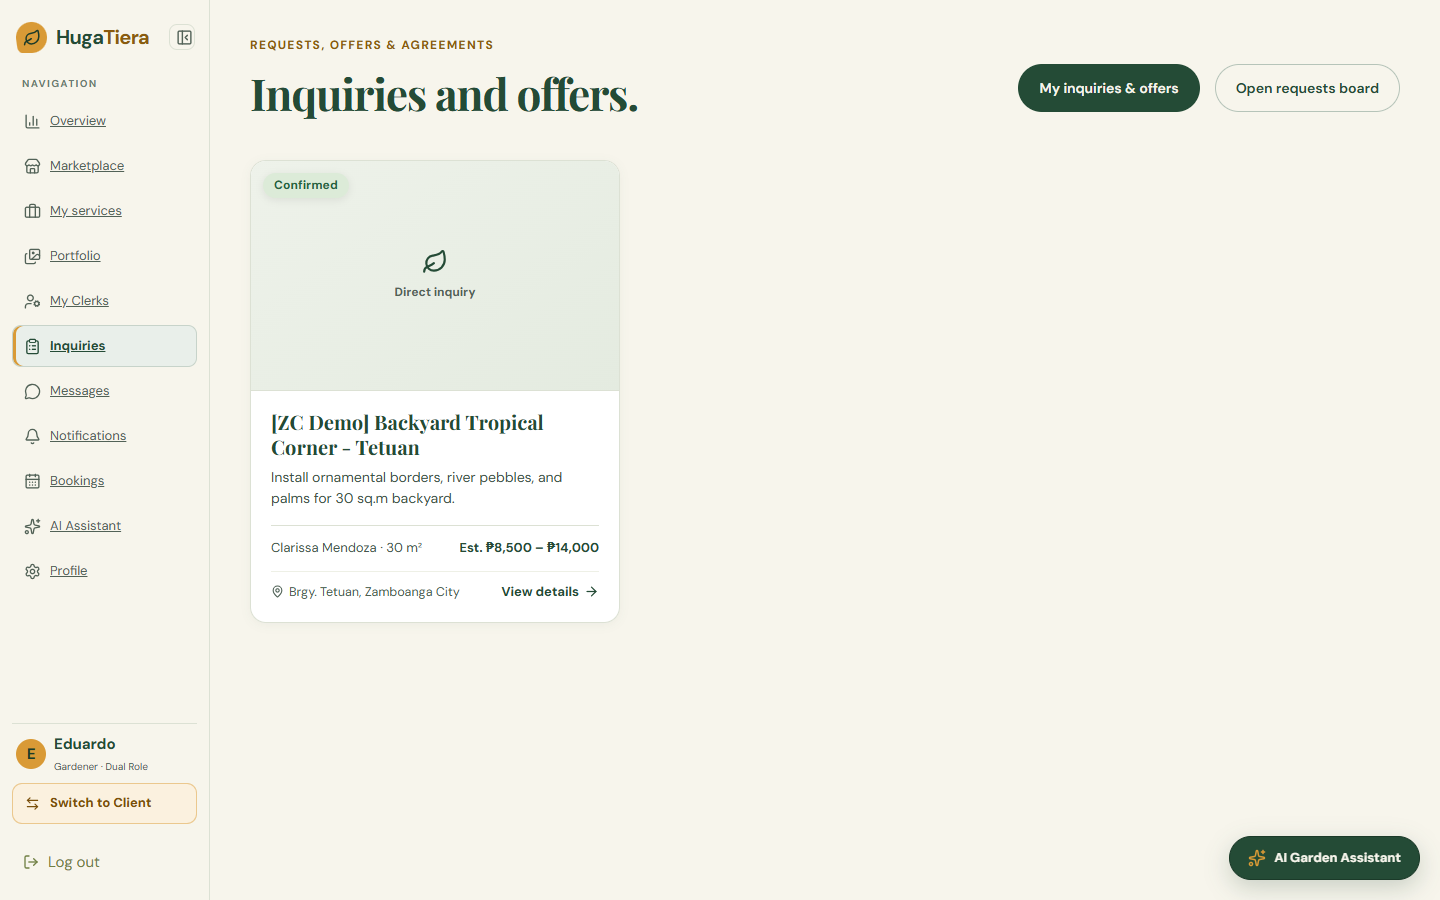 HugaTiera
NAVIGATION
Overview
Marketplace
My services
Portfolio
My Clerks
Inquiries
Messages
Notifications
Bookings
AI Assistant
Profile
E
Eduardo
Gardener · Dual Role
Switch to Client
Log out
REQUESTS, OFFERS & AGREEMENTS
Inquiries and offers.
My inquiries & offers
Open requests board
Confirmed
Direct inquiry
[ZC Demo] Backyard Tropical
Corner - Tetuan
Install ornamental borders, river pebbles, and
palms for 30 sq.m backyard.
Clarissa Mendoza · 30 m²
Est. ₱8,500 – ₱14,000
Brgy. Tetuan, Zamboanga City
View details
AI Garden Assistant